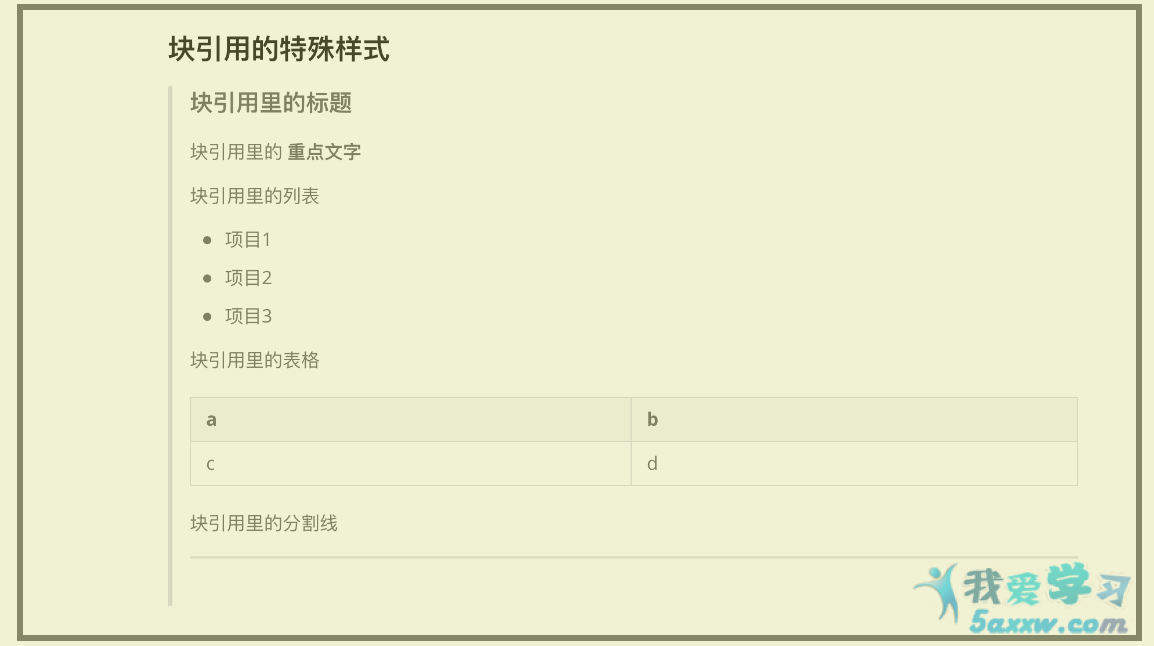 块引用的特殊样式
块引用里的标题
块引用里的 重点文字
块引用里的列表
项目1
项目2
项目3
块引用里的表格
a b
c d
块引用里的分割线
我爱学习
5axxw.com